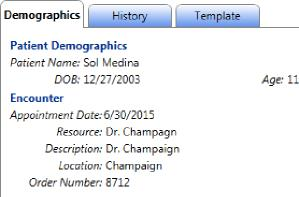 Demographics History Template
Patient Demographics
Patient Name: Sol Medina
DOB: 12/27/2003 Age: 11
Encounter
Appointment Date: 6/30/2015
Resource: Dr. Champagn
Description: Dr. Champaign
Location: Champaign
Order Number: 8712